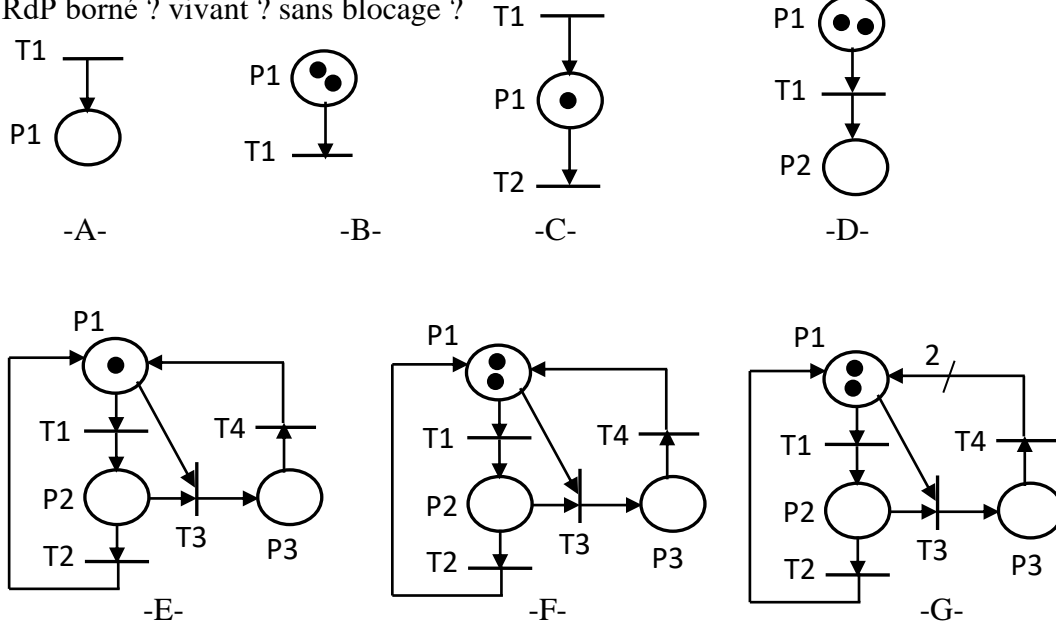 RdP borné ? vivant ? sans blocage ?
T1
P1
-A-
P1
T1
-B-
T1
P1
T2
-C-
P1
T1
P2
-D-
P1
T1
T4
P2
T3
P3
T2
-E-
P1
T1
T4
P2
T3
P3
T2
-F-
P1
2
T1
T4
P2
T3
P3
T2
-G-